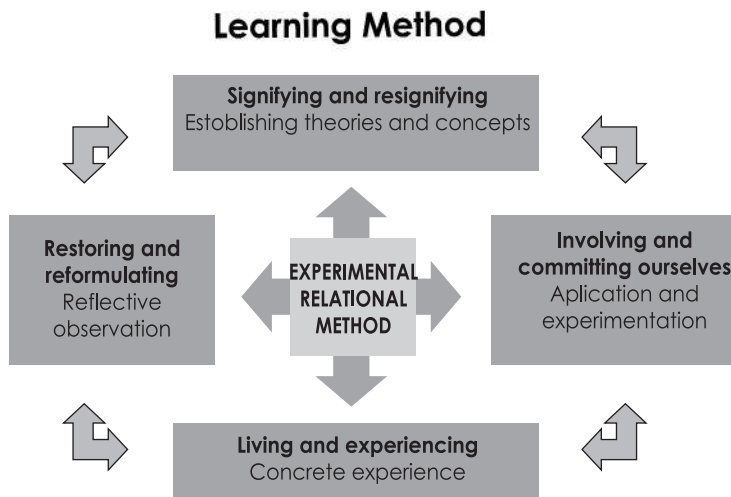 Learning Method
Signifying and resignifying
Estoblishing theories and concepts
Restoring and
reformulating
Reflective
observation
EXPERIMENTAL
RELATIONAL
METHOD
Involving and
committing ourselves
Aplication and
experimentation
Living and experiencing
Concrete experience